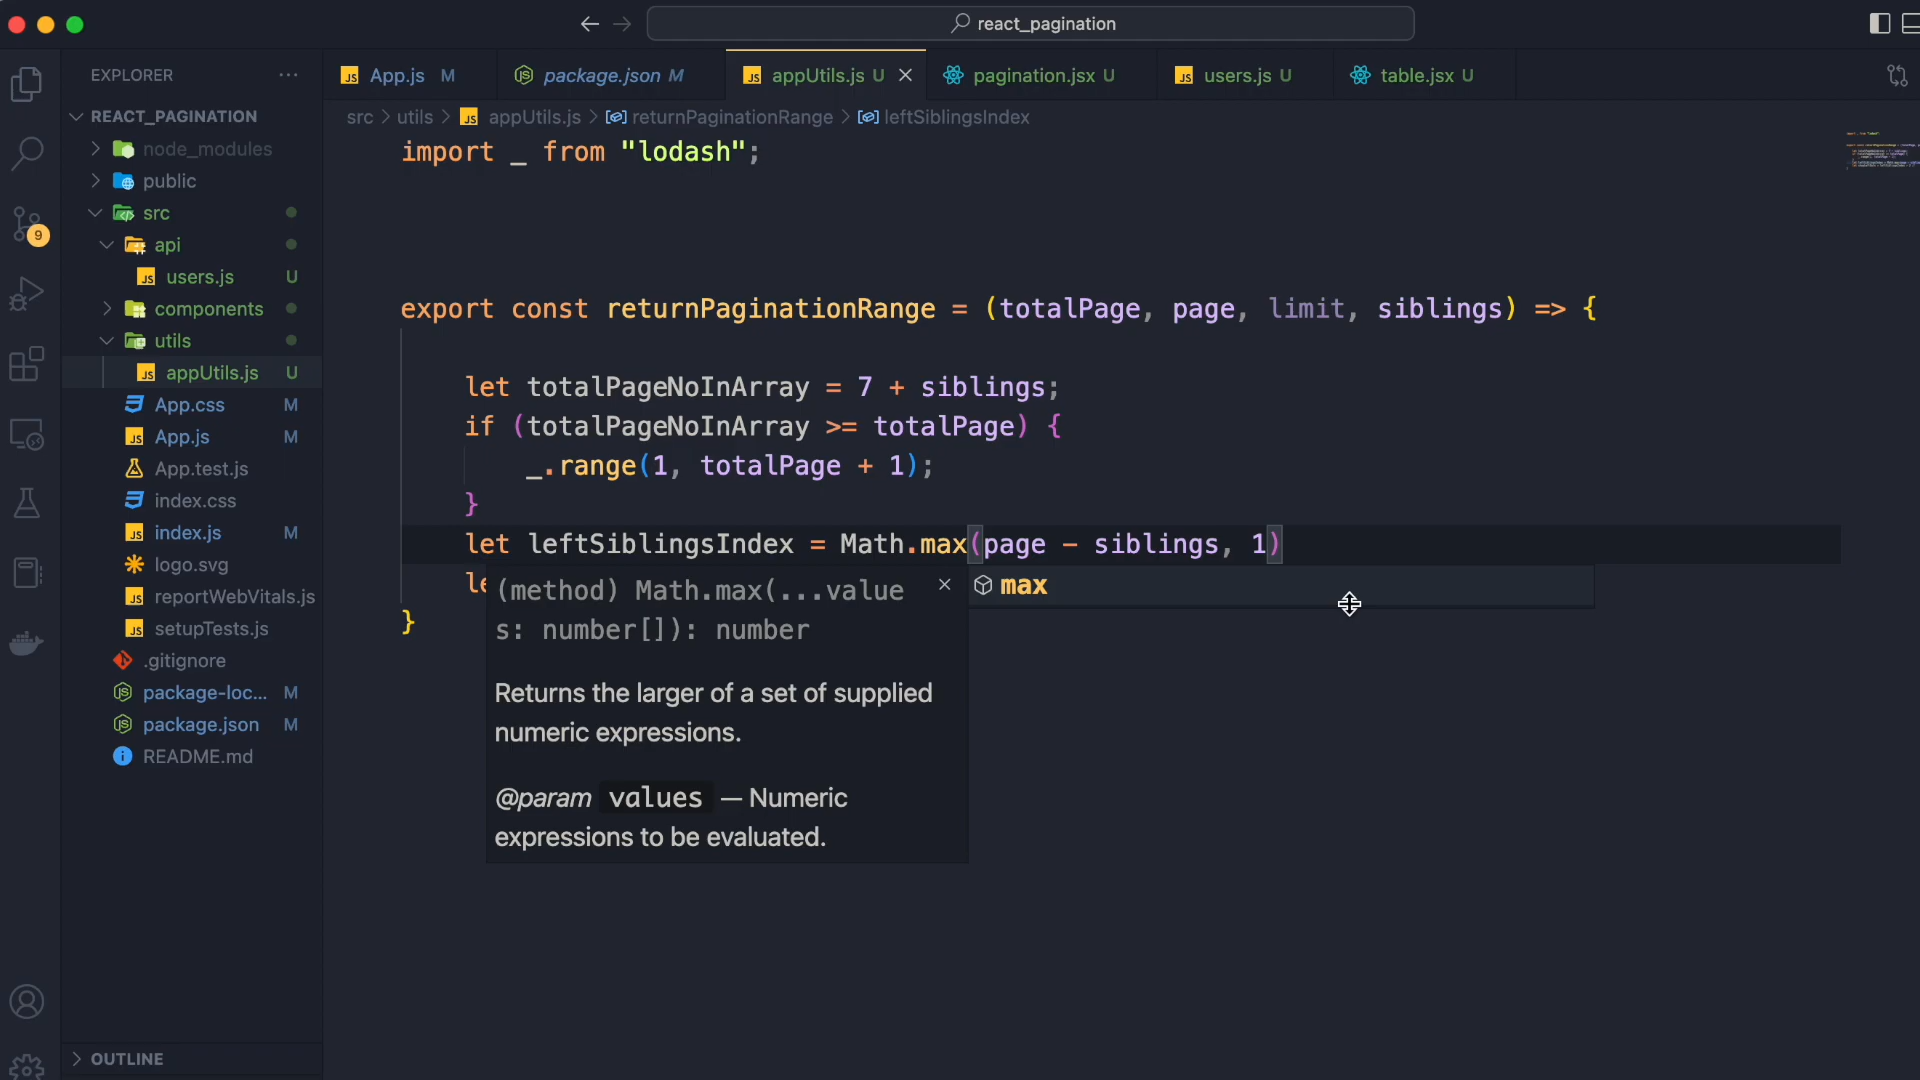 react_pagination
EXPLORER
App.js M
package.json M
appUtils.js U
pagination.jsx U
users.js U
table.jsx U
REACT_PAGINATION
src > utils > JS appUtils.js > returnPaginationRange > leftSiblingsIndex
node_modules
public
src
api
users.js U
components
utils
appUtils.js U
App.css M
App.js M
App.test.js
index.css
index.js M
logo.svg
reportWebVitals.js
setupTests.js
.gitignore
package-loc... M
package.json M
README.md
OUTLINE
9
import _ from "lodash";
export const returnPaginationRange = (totalPage, page, limit, siblings) => {
let totalPageNoInArray = 7 + siblings;
if (totalPageNoInArray >= totalPage) {
_.range(1, totalPage + 1);
}
let leftSiblingsIndex = Math.max(page - siblings, 1)
le
}
(method) Math.max(...value
s: number[]): number
Returns the larger of a set of supplied
numeric expressions.
@param values — Numeric
expressions to be evaluated.
max